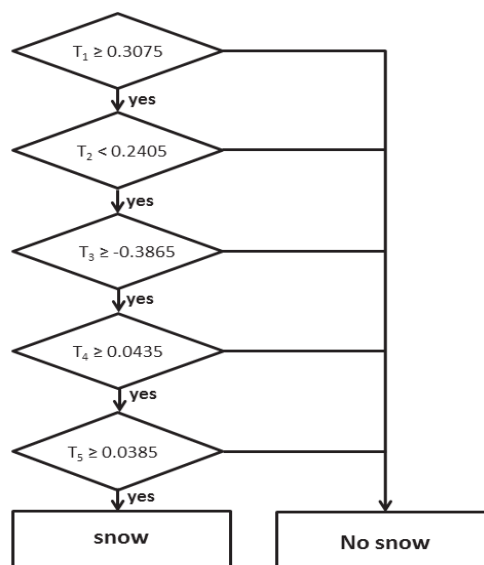 T₁ ≥ 0.3075
yes
T₂ < 0.2405
yes
T₃ ≥ -0.3865
yes
T₄ ≥ 0.0435
yes
T₅ ≥ 0.0385
yes
snow
No snow